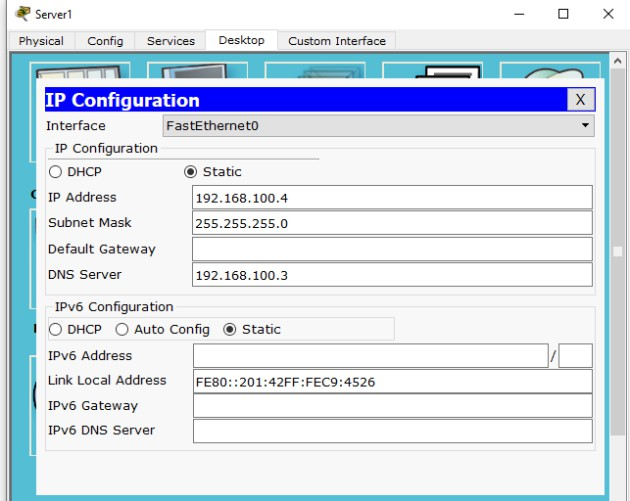 Server1
Physical Config Services Desktop Custom Interface
IP Configuration X
Interface FastEthernet0
IP Configuration
DHCP Static
IP Address 192.168.100.4
Subnet Mask 255.255.255.0
Default Gateway
DNS Server 192.168.100.3
IPv6 Configuration
DHCP Auto Config Static
IPv6 Address /
Link Local Address FE80::201:42FF:FEC9:4526
IPv6 Gateway
IPv6 DNS Server